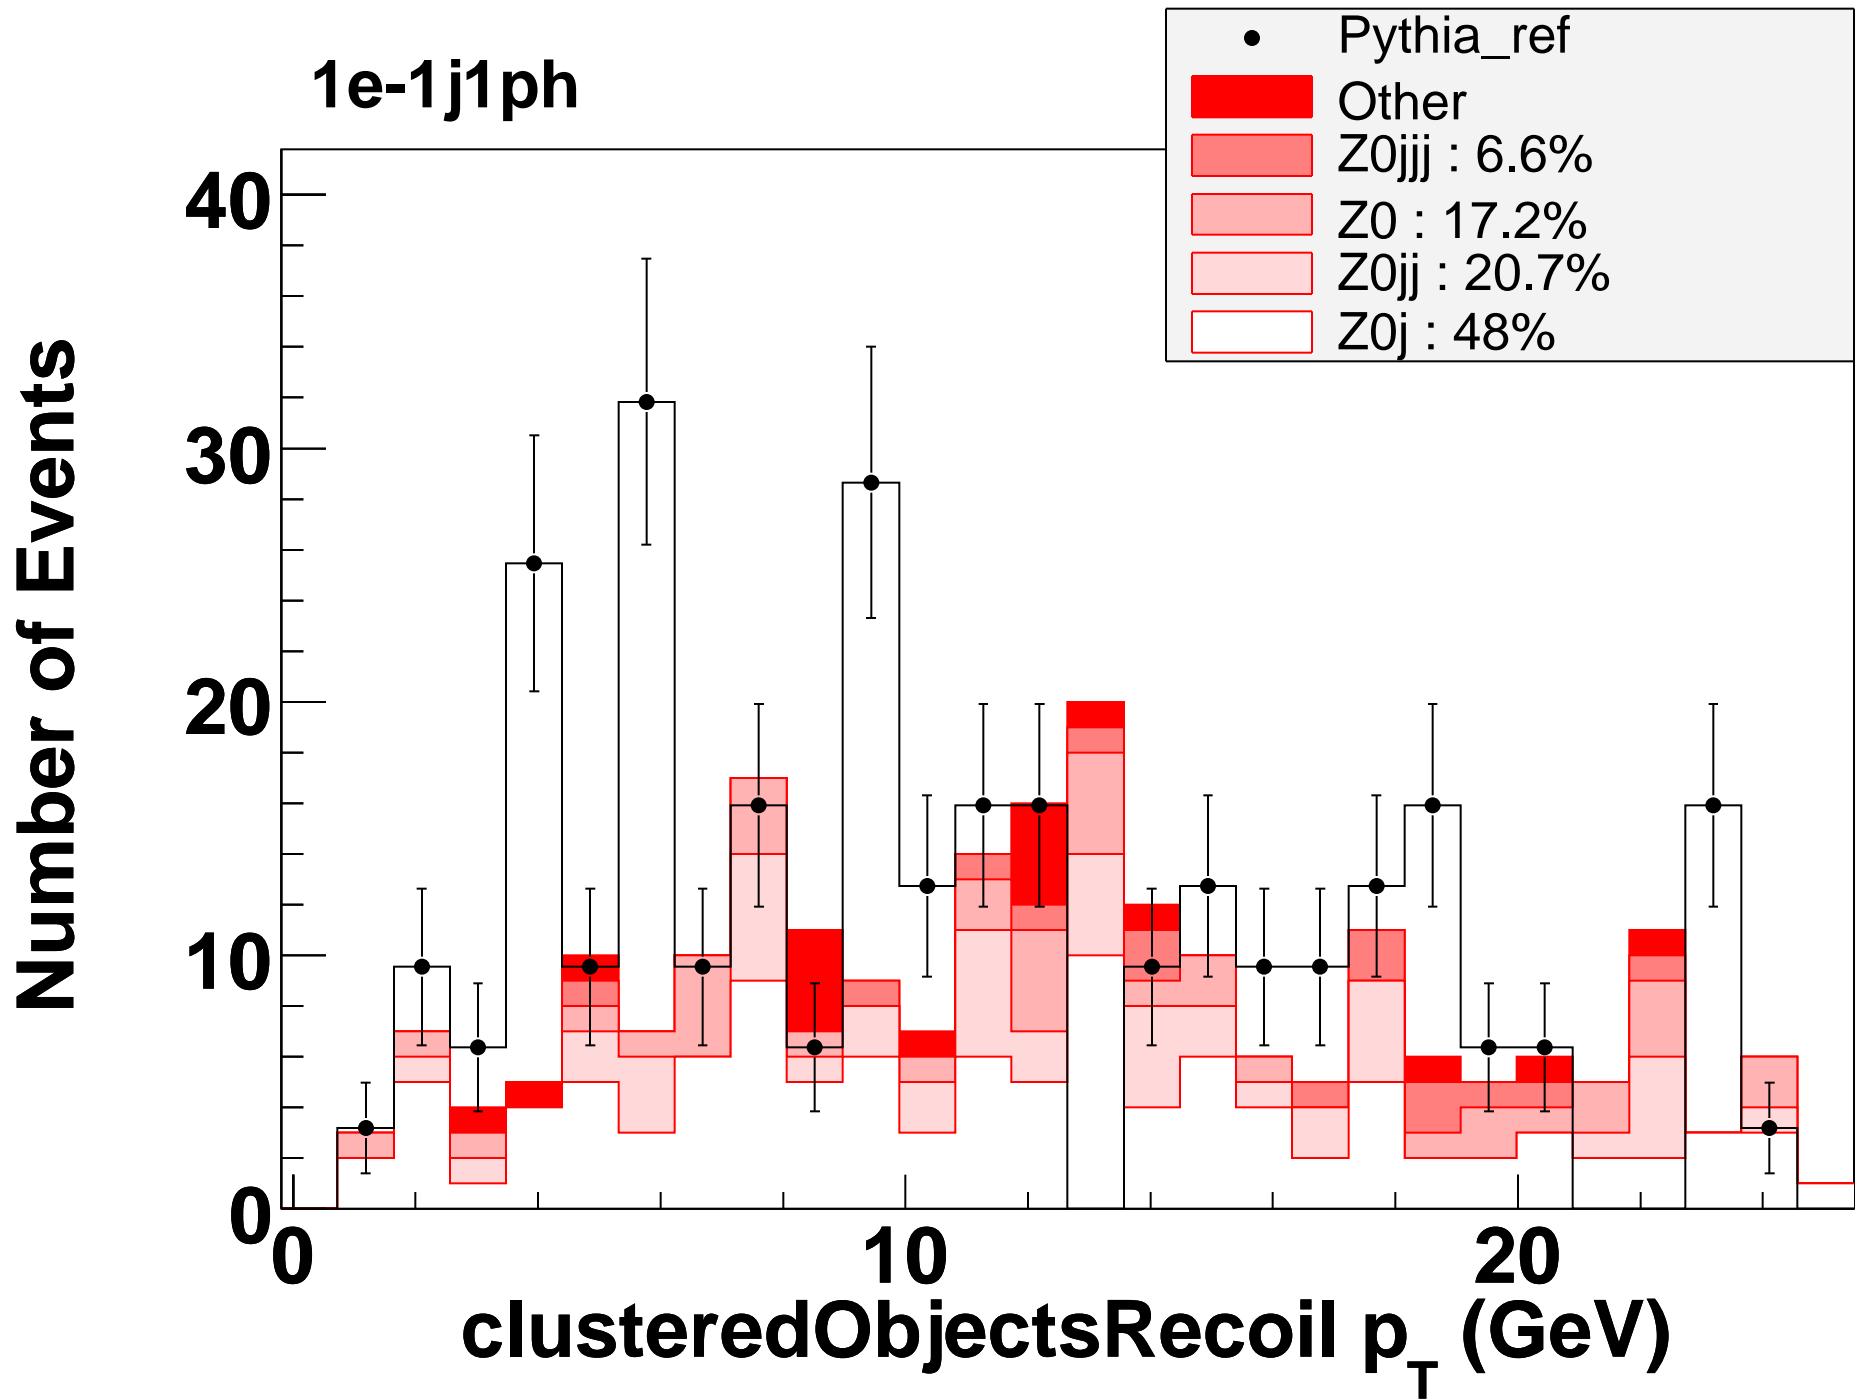 1e-1j1ph
Pythia_ref
Other
Z0jjj : 6.6%
Z0 : 17.2%
Z0jj : 20.7%
Z0j : 48%
Number of Events
40
30
20
10
0
0 10 20
clusteredObjectsRecoil p_T (GeV)